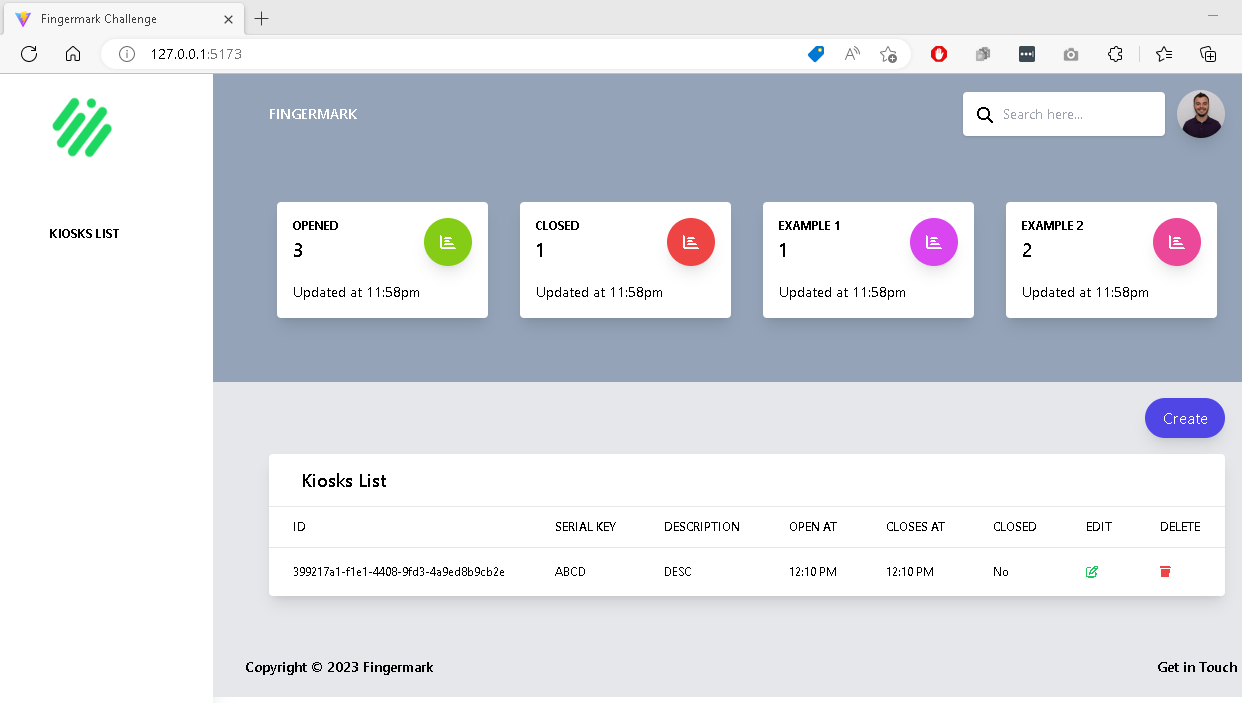 Fingermark Challenge
127.0.0.1:5173
FINGERMARK
Search here...
KIOSKS LIST
OPENED
3
Updated at 11:58pm
CLOSED
1
Updated at 11:58pm
EXAMPLE 1
1
Updated at 11:58pm
EXAMPLE 2
2
Updated at 11:58pm
Create
Kiosks List
ID SERIAL KEY DESCRIPTION OPEN AT CLOSES AT CLOSED EDIT DELETE
399217a1-f1e1-4408-9fd3-4a9ed8b9cb2e ABCD DESC 12:10 PM 12:10 PM No
Copyright © 2023 Fingermark Get in Touch